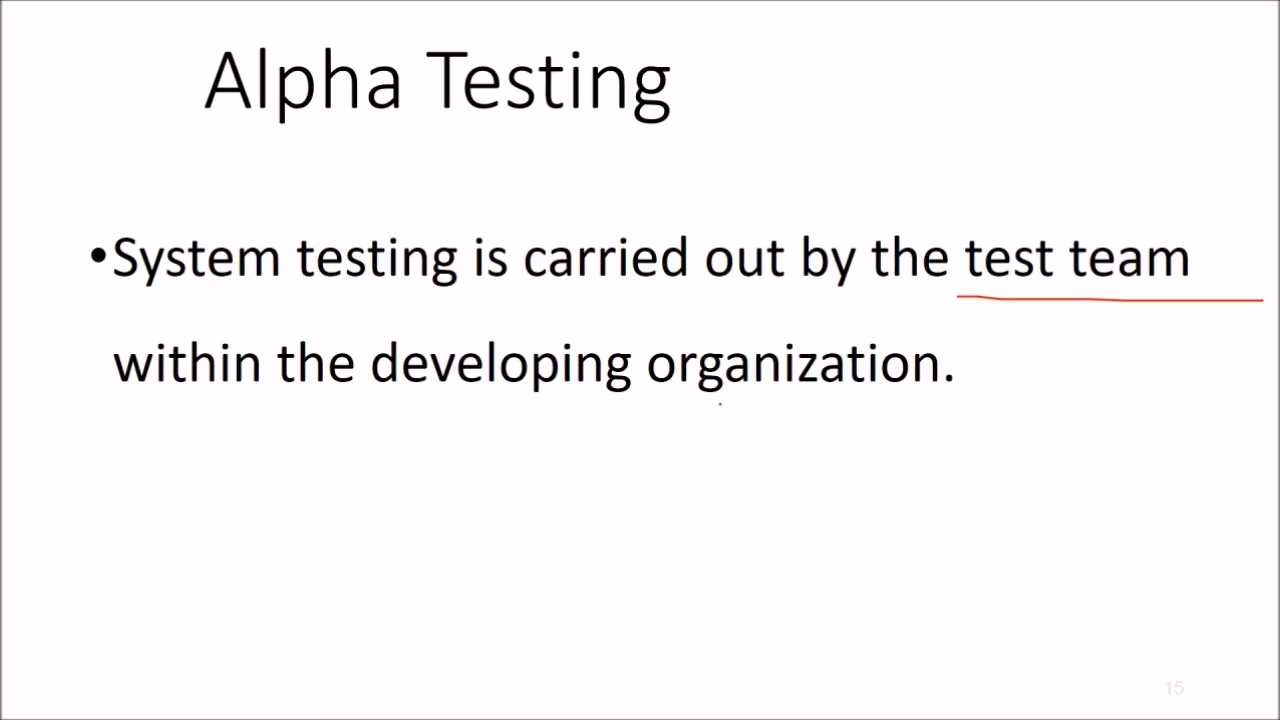 Alpha Testing
•System testing is carried out by the test team
within the developing organization.
15